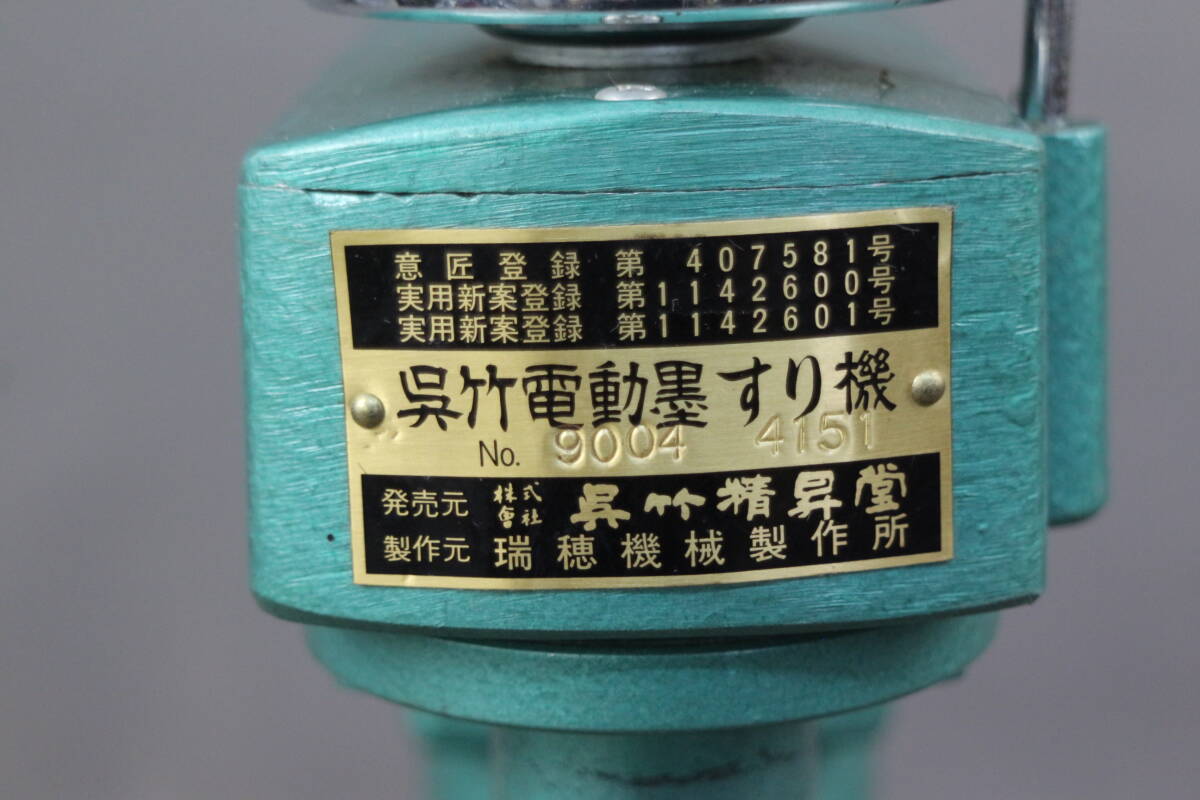 意匠登録 第407581号
実用新案登録 第1142600号
実用新案登録 第1142601号
呉竹電動墨すり機
No. 9004 4151
発売元 株式會社 呉竹精昇堂
製作元 瑞穂機械製作所